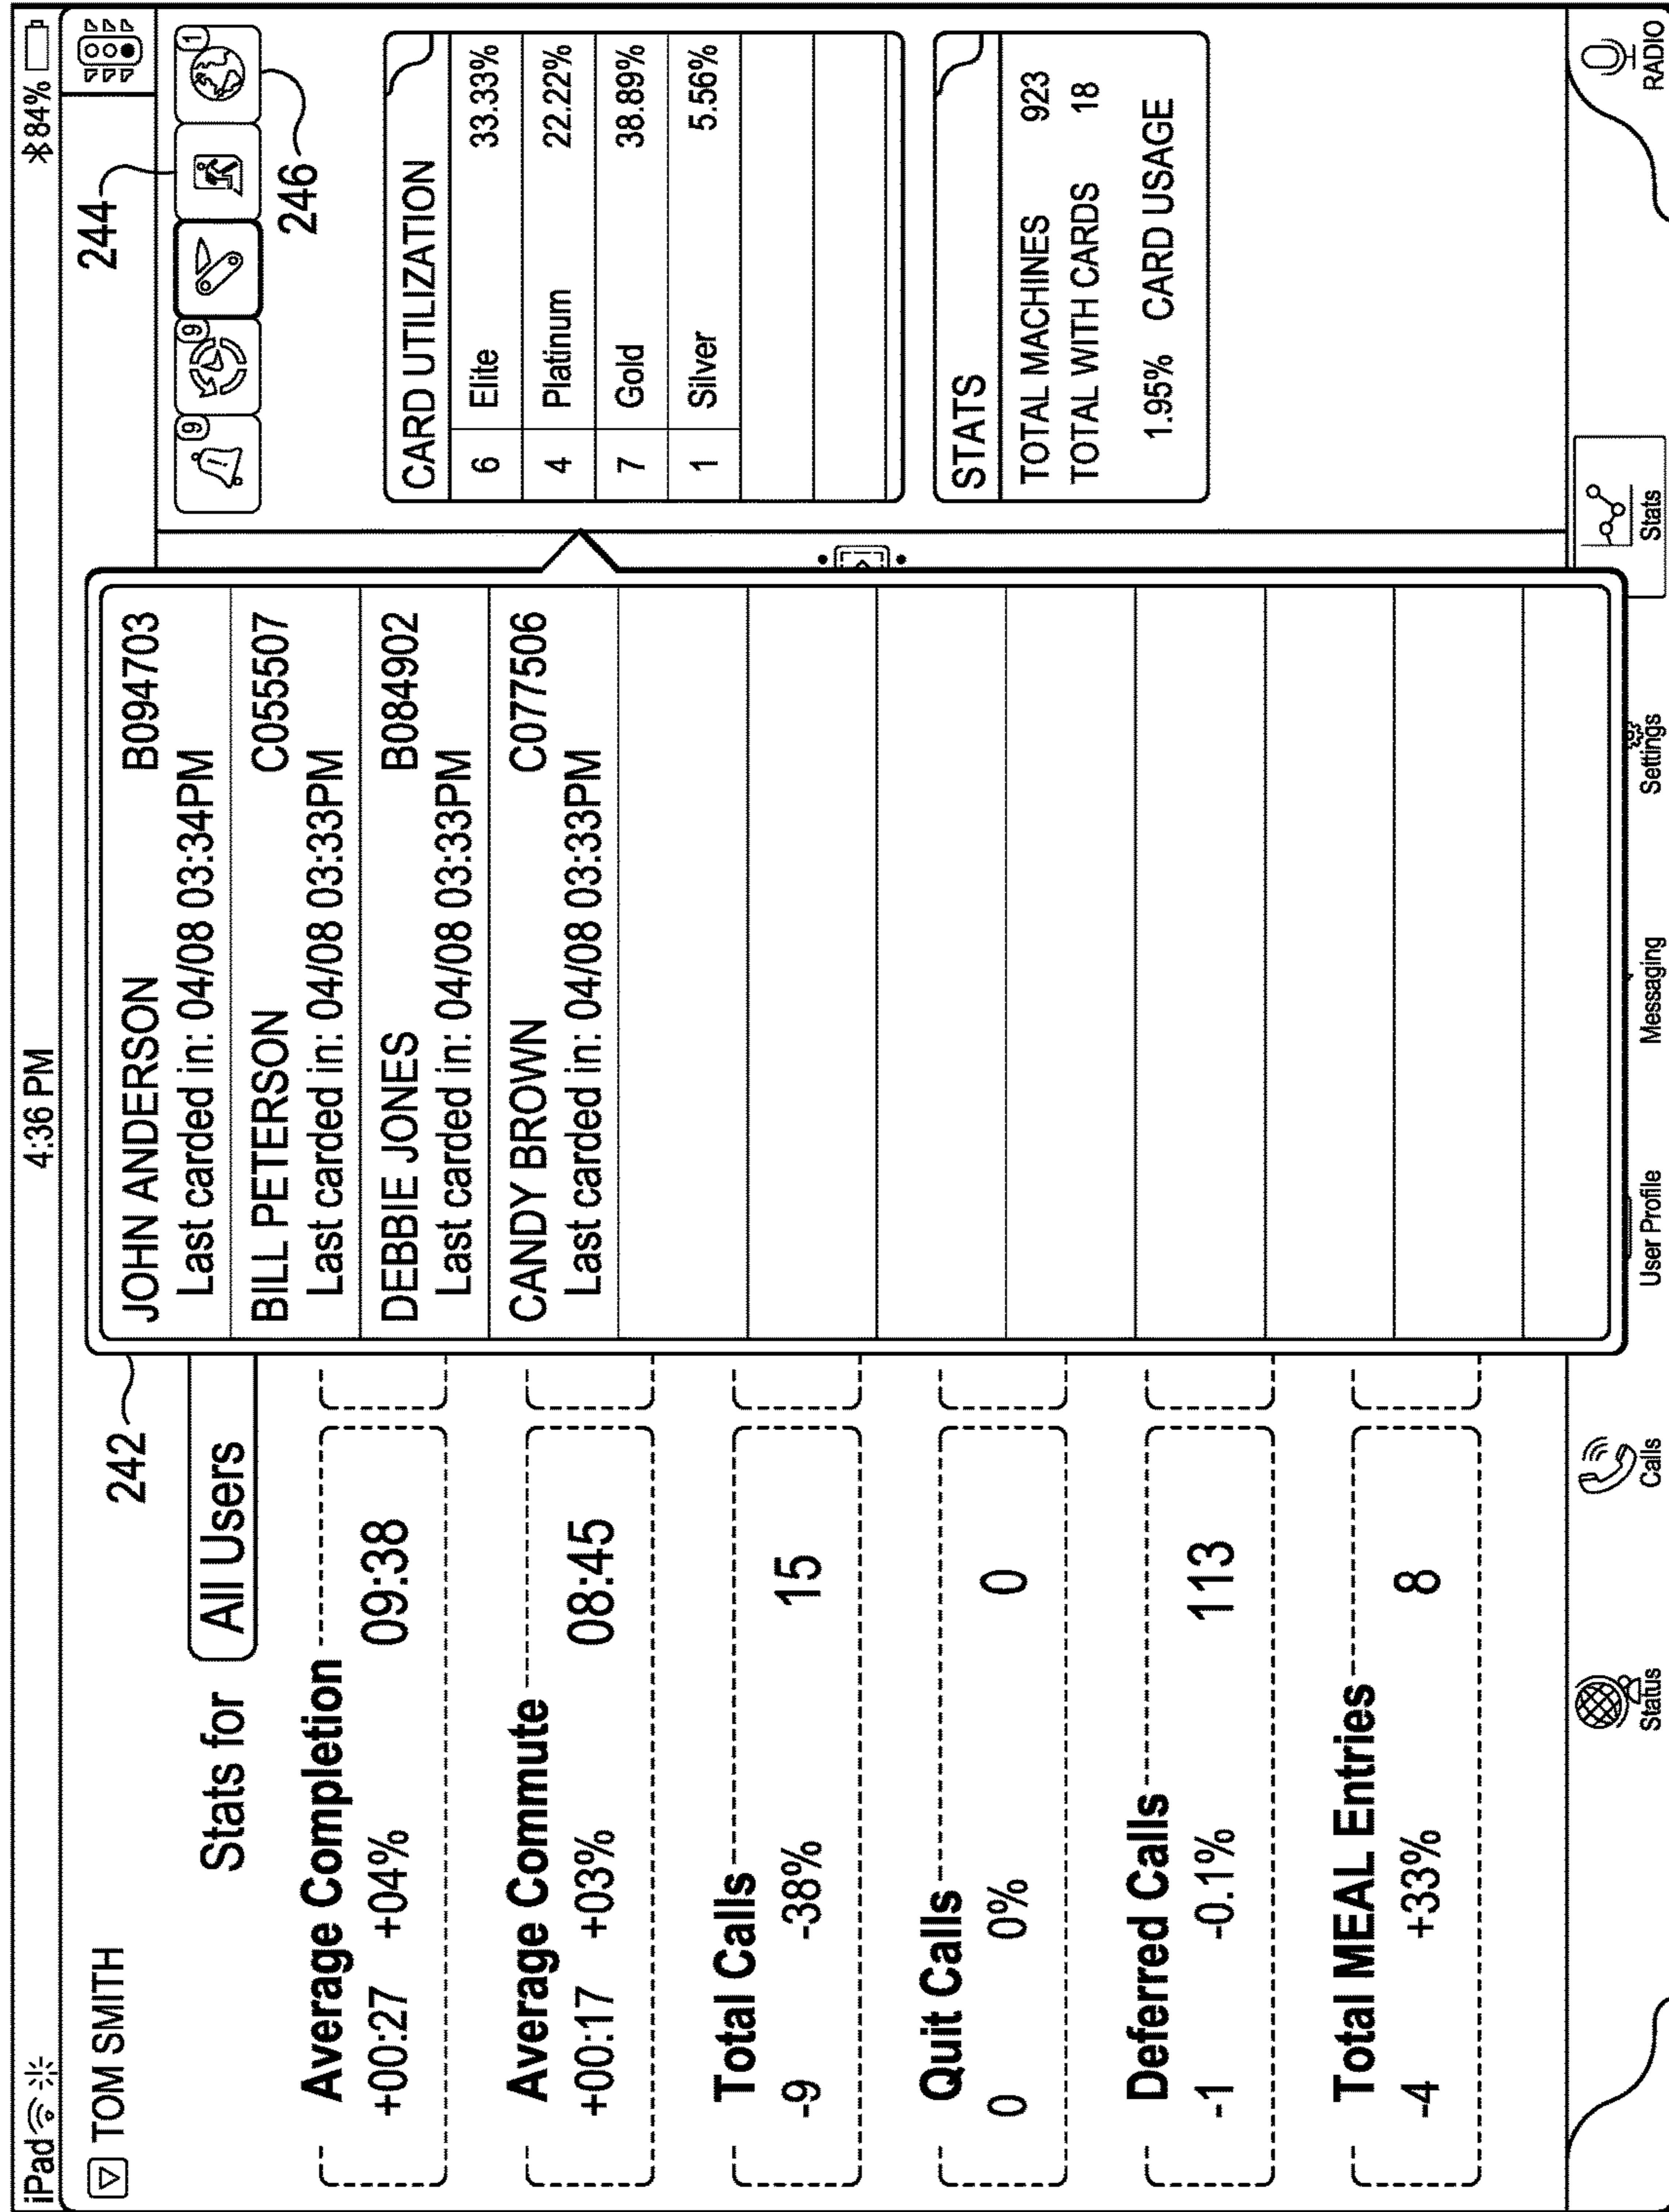 iPad 4:36 PM 84%
TOM SMITH
242
244
Stats for All Users
Average Completion
+00:27 +04% 09:38
Average Commute
+00:17 +03% 08:45
Total Calls
-9 -38% 15
Quit Calls
0 0% 0
Deferred Calls
-1 -0.1% 113
Total MEAL Entries
-4 +33% 8
JOHN ANDERSON B094703
Last carded in: 04/08 03:34PM
BILL PETERSON C055507
Last carded in: 04/08 03:33PM
DEBBIE JONES B084902
Last carded in: 04/08 03:33PM
CANDY BROWN C077506
Last carded in: 04/08 03:33PM
9 9 1
246
CARD UTILIZATION
6 Elite 33.33%
4 Platinum 22.22%
7 Gold 38.89%
1 Silver 5.56%
STATS
TOTAL MACHINES 923
TOTAL WITH CARDS 18
1.95% CARD USAGE
Status Calls User Profile Messaging Settings Stats RADIO